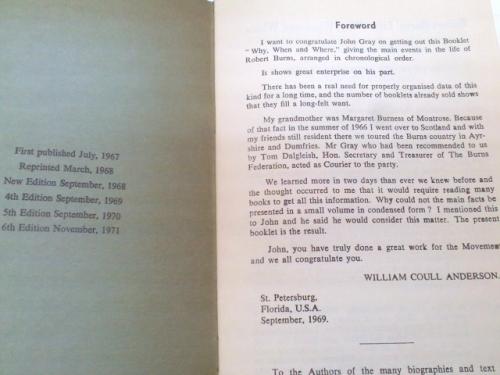 First published July, 1967
Reprinted March, 1968
New Edition September, 1968
4th Edition September, 1969
5th Edition September, 1970
6th Edition November, 1971
Foreword
I want to congratulate John Gray on getting out this Booklet
"Why, When and Where," giving the main events in the life of
Robert Burns, arranged in chronological order.
Is shows great enterprise on his part.
There has been a real need for properly organised data of this
kind for a long time, and the number of booklets already sold shows
that they fill a long-felt want.
My grandmother was Margaret Burness of Montrose. Because
of that fact in the summer of 1966 I went over to Scotland and with
my friends still resident there we toured the Burns country in Ayr-
shire and Dumfries. Mr Gray who had been recommended to us
by Tom Dalgleish, Hon. Secretary and Treasurer of The Burns
Federation, acted as Courier to the party.
We learned more in two days than ever we knew before and
the thought occurred to me that it would require reading many
books to get all this information. Why could not the main facts be
presented in a small volume in condensed form ? I mentioned this
to John and he said he would consider this matter. The present
booklet is the result.
John, you have truly done a great work for the Movemen
and we all congratulate you.
WILLIAM COULL ANDERSON.
St. Petersburg,
Florida, U.S.A.
September, 1969.
To the Authors of the many biographies and text